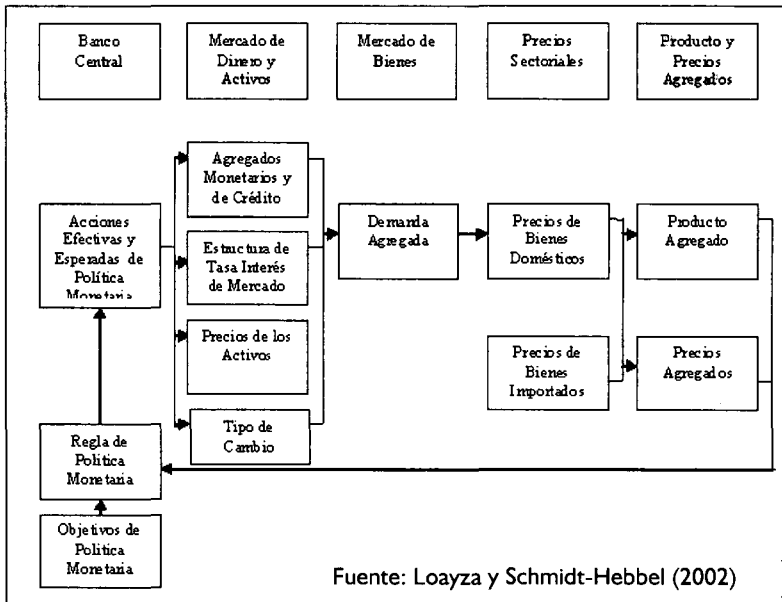 Banco
Central
Mercado de
Dinero y
Activos
Mercado de
Bienes
Precios
Sectoriales
Producto y
Precios
Agregados
Agregados
Monetarios y
de Crédito
Acciones
Efectivas y
Esperadas de
Política
Monetaria
Estructura de
Tasa Interés
de Mercado
Demanda
Agregada
Precios de
Bienes
Domésticos
Producto
Agregado
Precios de los
Activos
Precios de
Bienes
Importados
Precios
Agregados
Tipo de
Cambio
Regla de
Politica
Monetaria
Objetivos de
Politica
Monetaria
Fuente: Loayza y Schmidt-Hebbel (2002)